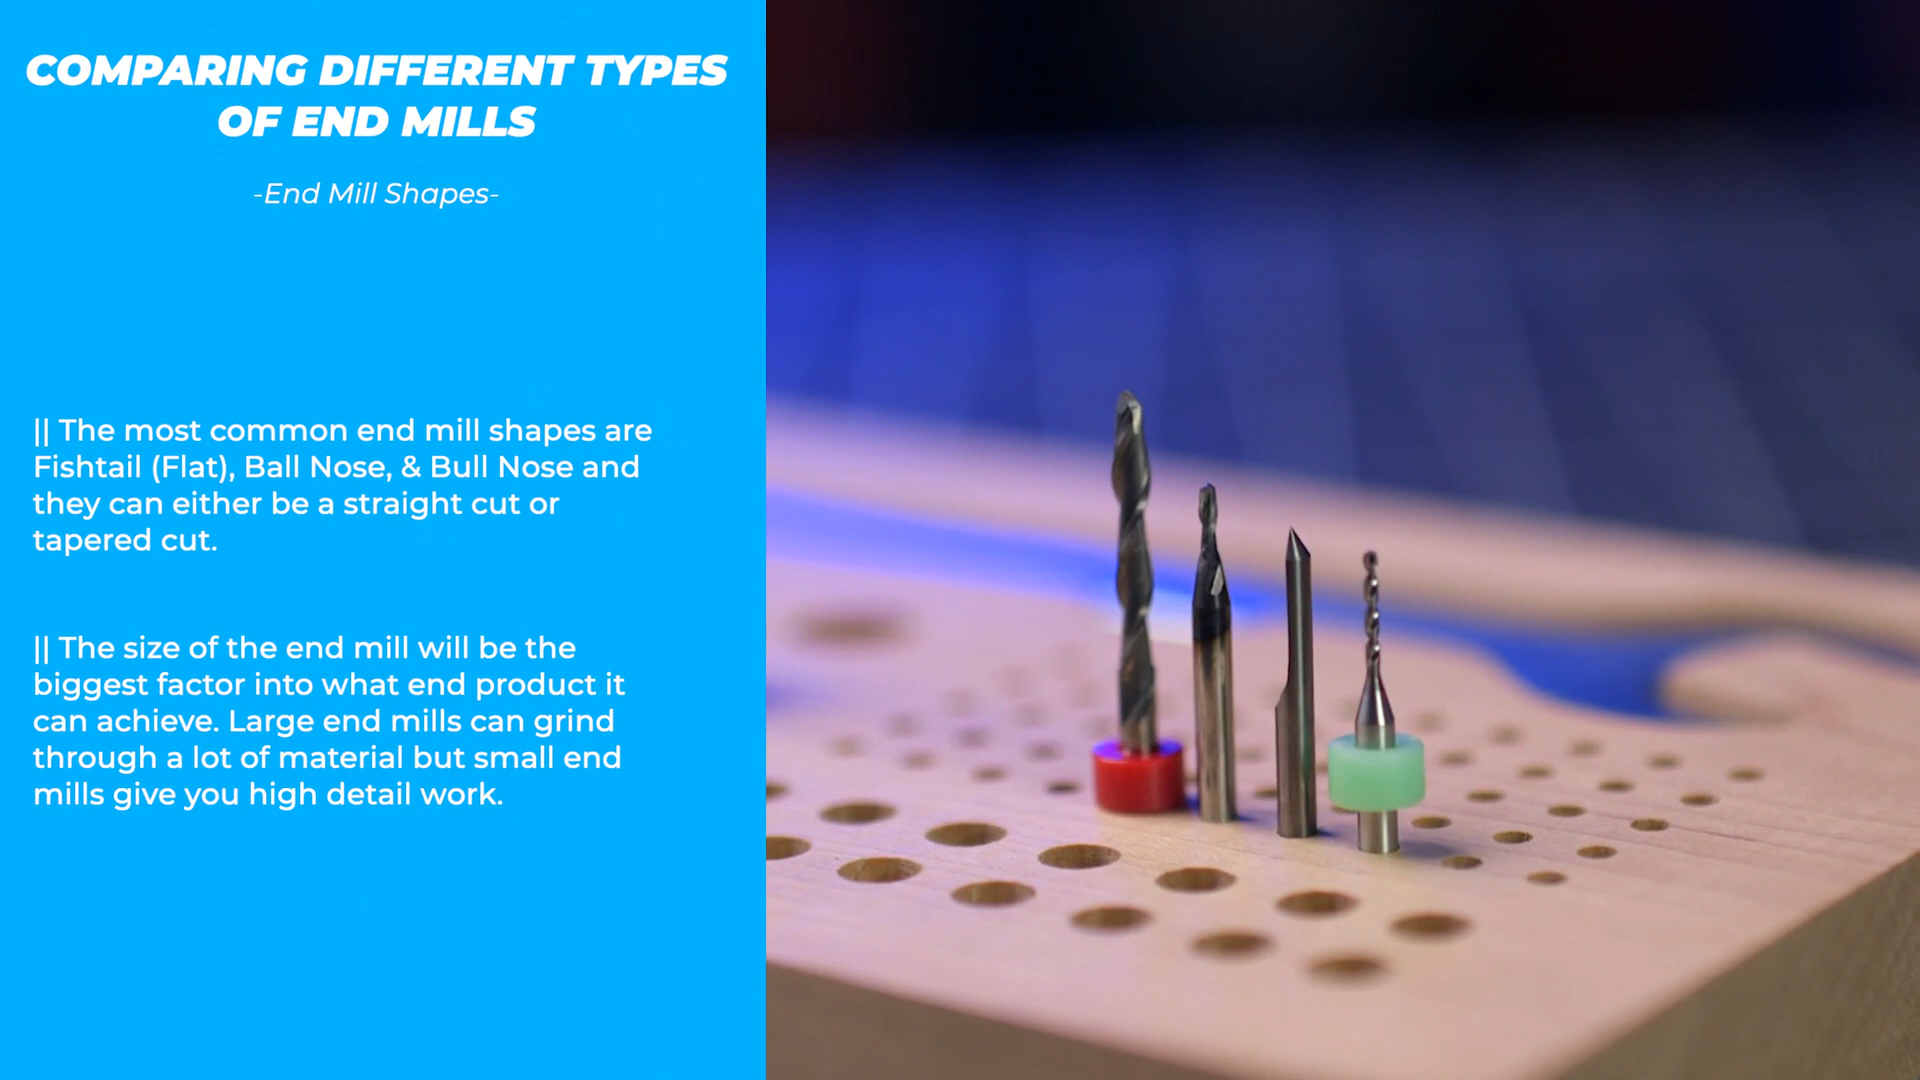 COMPARING DIFFERENT TYPES
OF END MILLS
-End Mill Shapes-
|| The most common end mill shapes are
Fishtail (Flat), Ball Nose, & Bull Nose and
they can either be a straight cut or
tapered cut.
|| The size of the end mill will be the
biggest factor into what end product it
can achieve. Large end mills can grind
through a lot of material but small end
mills give you high detail work.